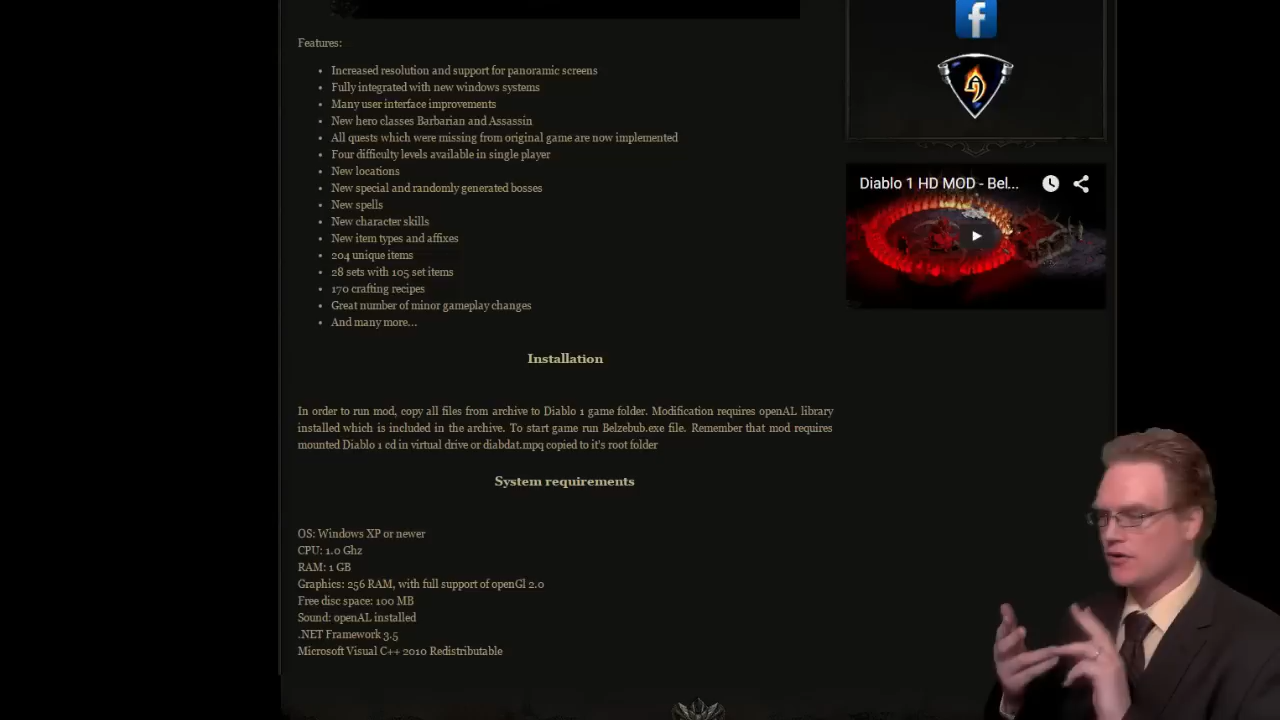 Features:
Increased resolution and support for panoramic screens
Fully integrated with new windows systems
Many user interface improvements
New hero classes Barbarian and Assassin
All quests which were missing from original game are now implemented
Four difficulty levels available in single player
New locations
New special and randomly generated bosses
New spells
New character skills
New item types and affixes
204 unique items
28 sets with 105 set items
170 crafting recipes
Great number of minor gameplay changes
And many more...
Installation
In order to run mod, copy all files from archive to Diablo 1 game folder. Modification requires openAL library
installed which is included in the archive. To start game run Belzebub.exe file. Remember that mod requires
mounted Diablo 1 cd in virtual drive or diabdat.mpq copied to it's root folder
System requirements
OS: Windows XP or newer
CPU: 1.0 Ghz
RAM: 1 GB
Graphics: 256 RAM, with full support of openGl 2.0
Free disc space: 100 MB
Sound: openAL installed
.NET Framework 3.5
Microsoft Visual C++ 2010 Redistributable
f
Diablo 1 HD MOD - Bel...